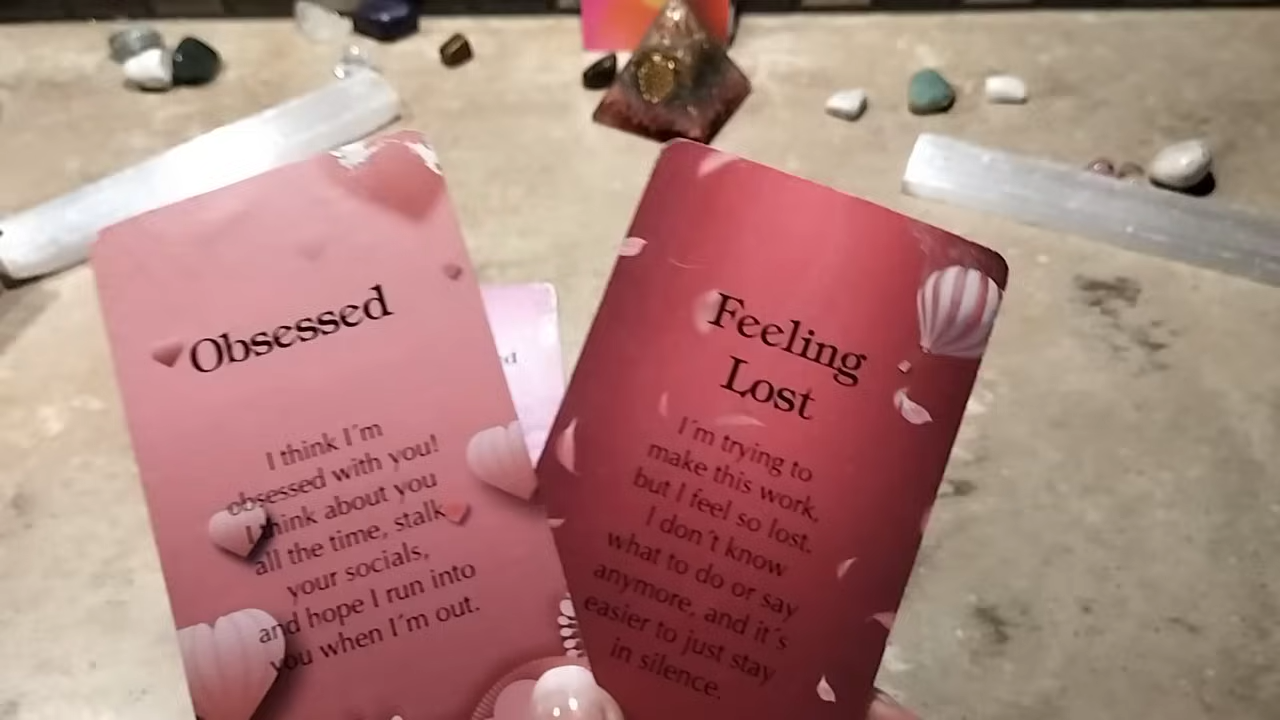 Obsessed
I think I´m
obsessed with you!
I think about you
all the time, stalk
your socials,
and hope I run into
you when I´m out.
Feeling
Lost
I´m trying to
make this work,
but I feel so lost.
I don´t know
what to do or say
anymore, and it´s
easier to just stay
in silence.